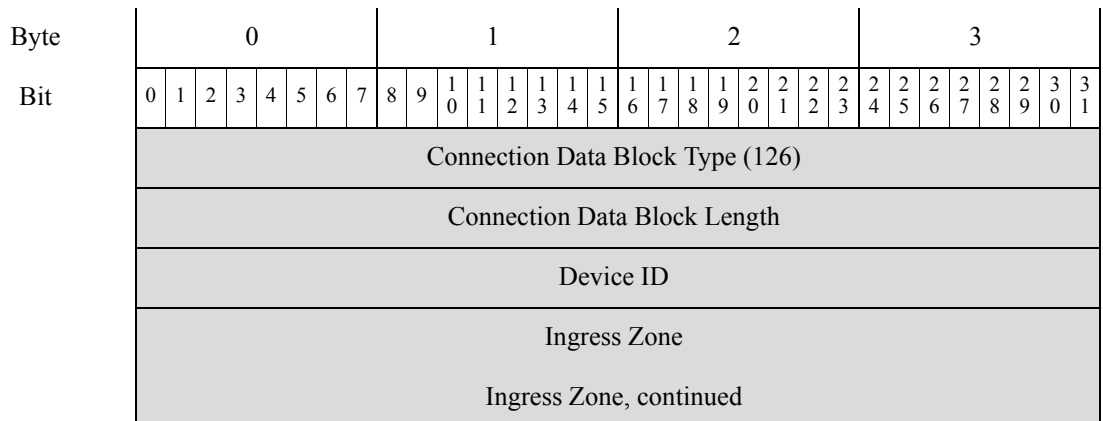 Byte 0 1 2 3
Bit 0 1 2 3 4 5 6 7 8 9 10 11 12 13 14 15 16 17 18 19 20 21 22 23 24 25 26 27 28 29 30 31
Connection Data Block Type (126)
Connection Data Block Length
Device ID
Ingress Zone
Ingress Zone, continued